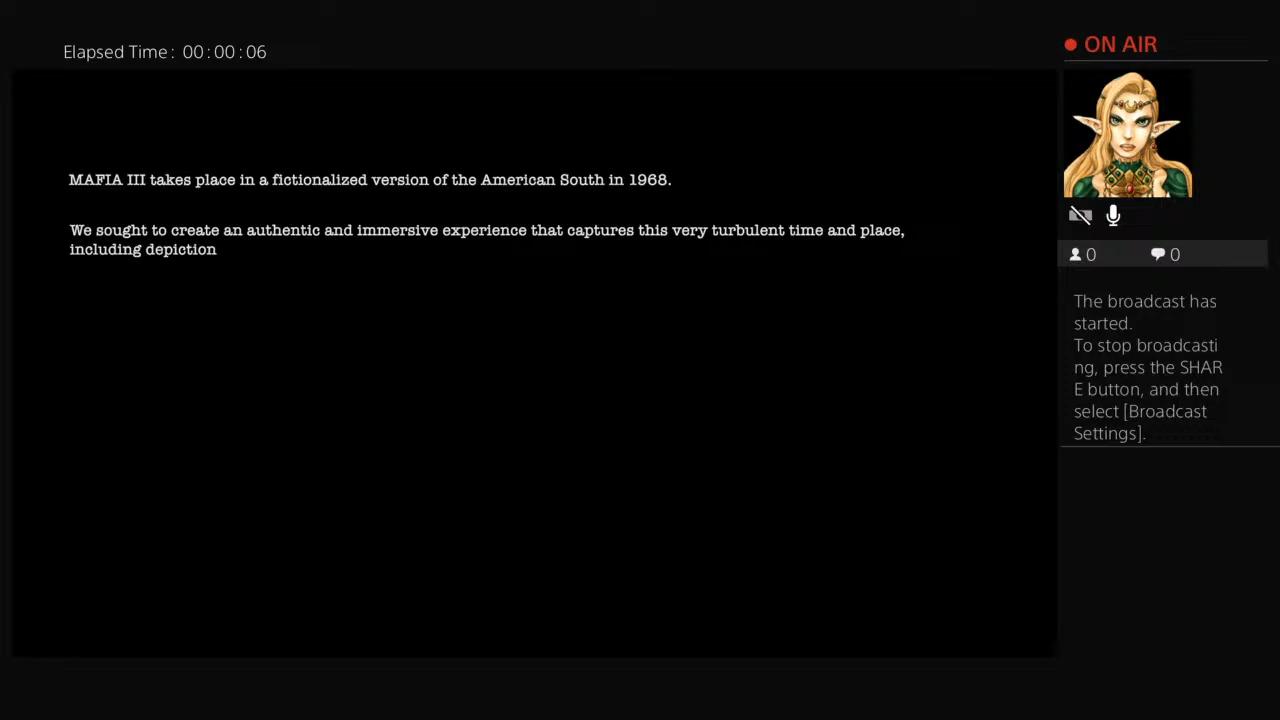 Elapsed Time: 00:00:06
ON AIR
MAFIA III takes place in a fictionalized version of the American South in 1968.
We sought to create an authentic and immersive experience that captures this very turbulent time and place,
including depiction
0 0
The broadcast has
started.
To stop broadcasti
ng, press the SHAR
E button, and then
select [Broadcast
Settings].